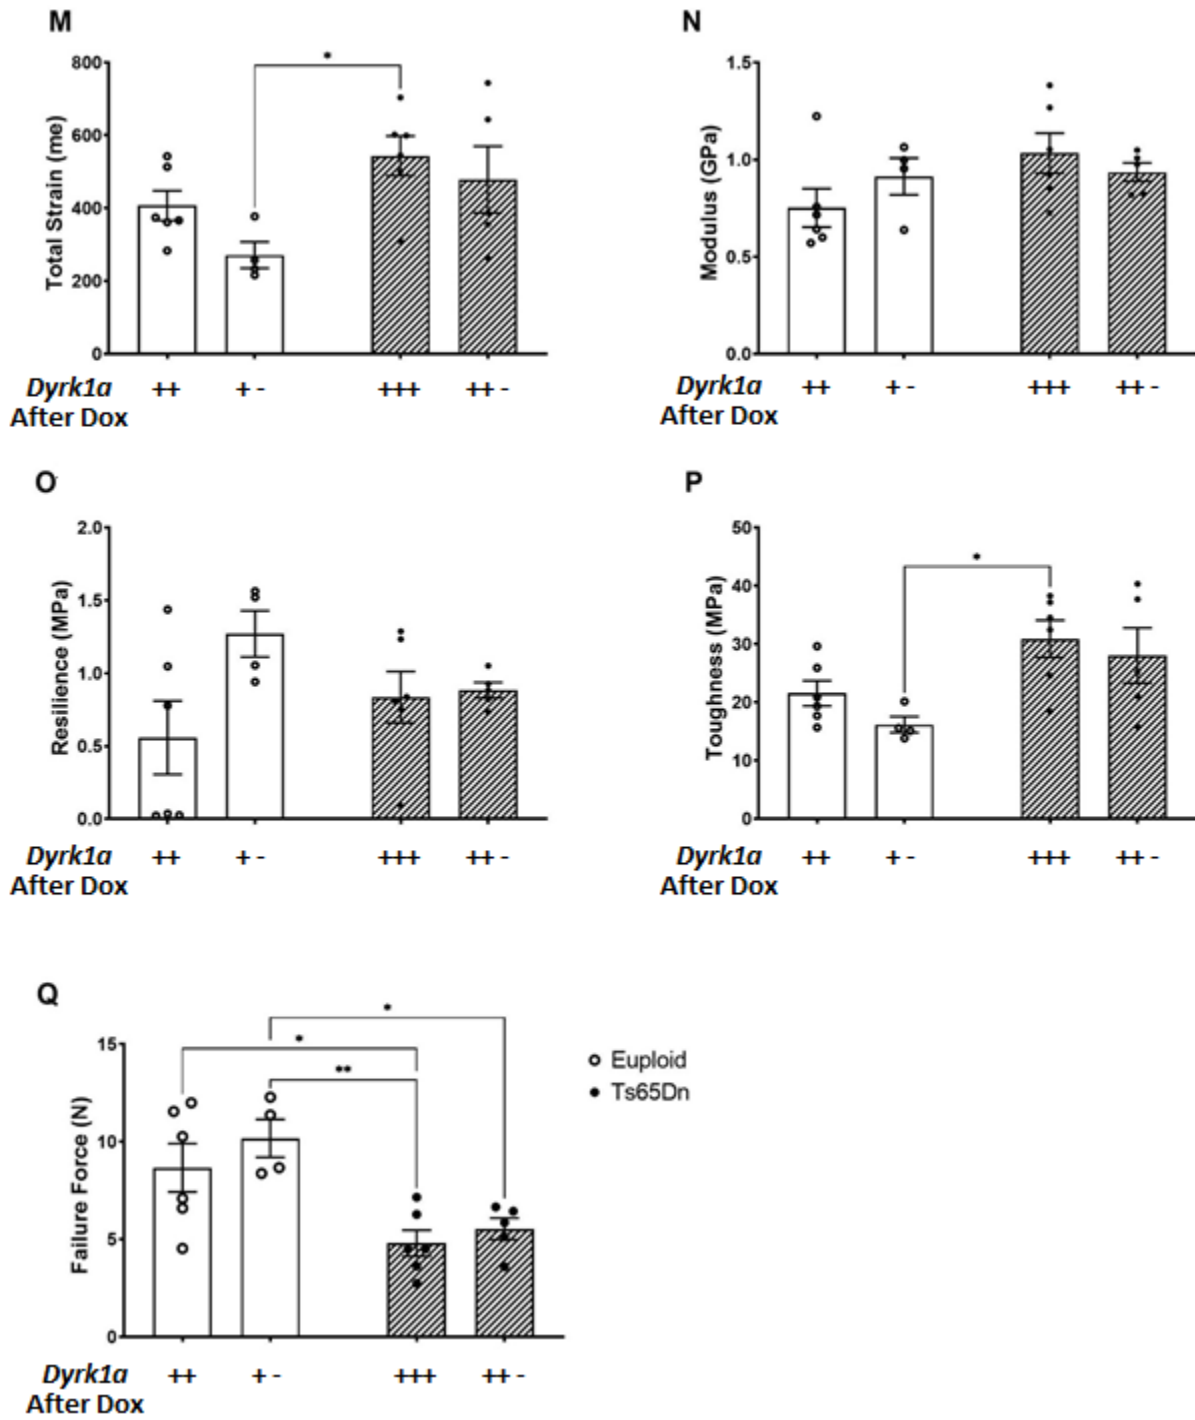 M
N
Total Strain (me)
800
600
400
200
0
*
Modulus (GPa)
1.5
1.0
0.5
0.0
Dyrk1a ++ + - +++ ++ -
After Dox
Dyrk1a ++ + - +++ ++ -
After Dox
O
P
Resilience (MPa)
2.0
1.5
1.0
0.5
0.0
Toughness (MPa)
50
40
30
20
10
0
*
Dyrk1a ++ + - +++ ++ -
After Dox
Dyrk1a ++ + - +++ ++ -
After Dox
Q
Failure Force (N)
15
10
5
0
*
*
**
Euploid
Ts65Dn
Dyrk1a ++ + - +++ ++ -
After Dox